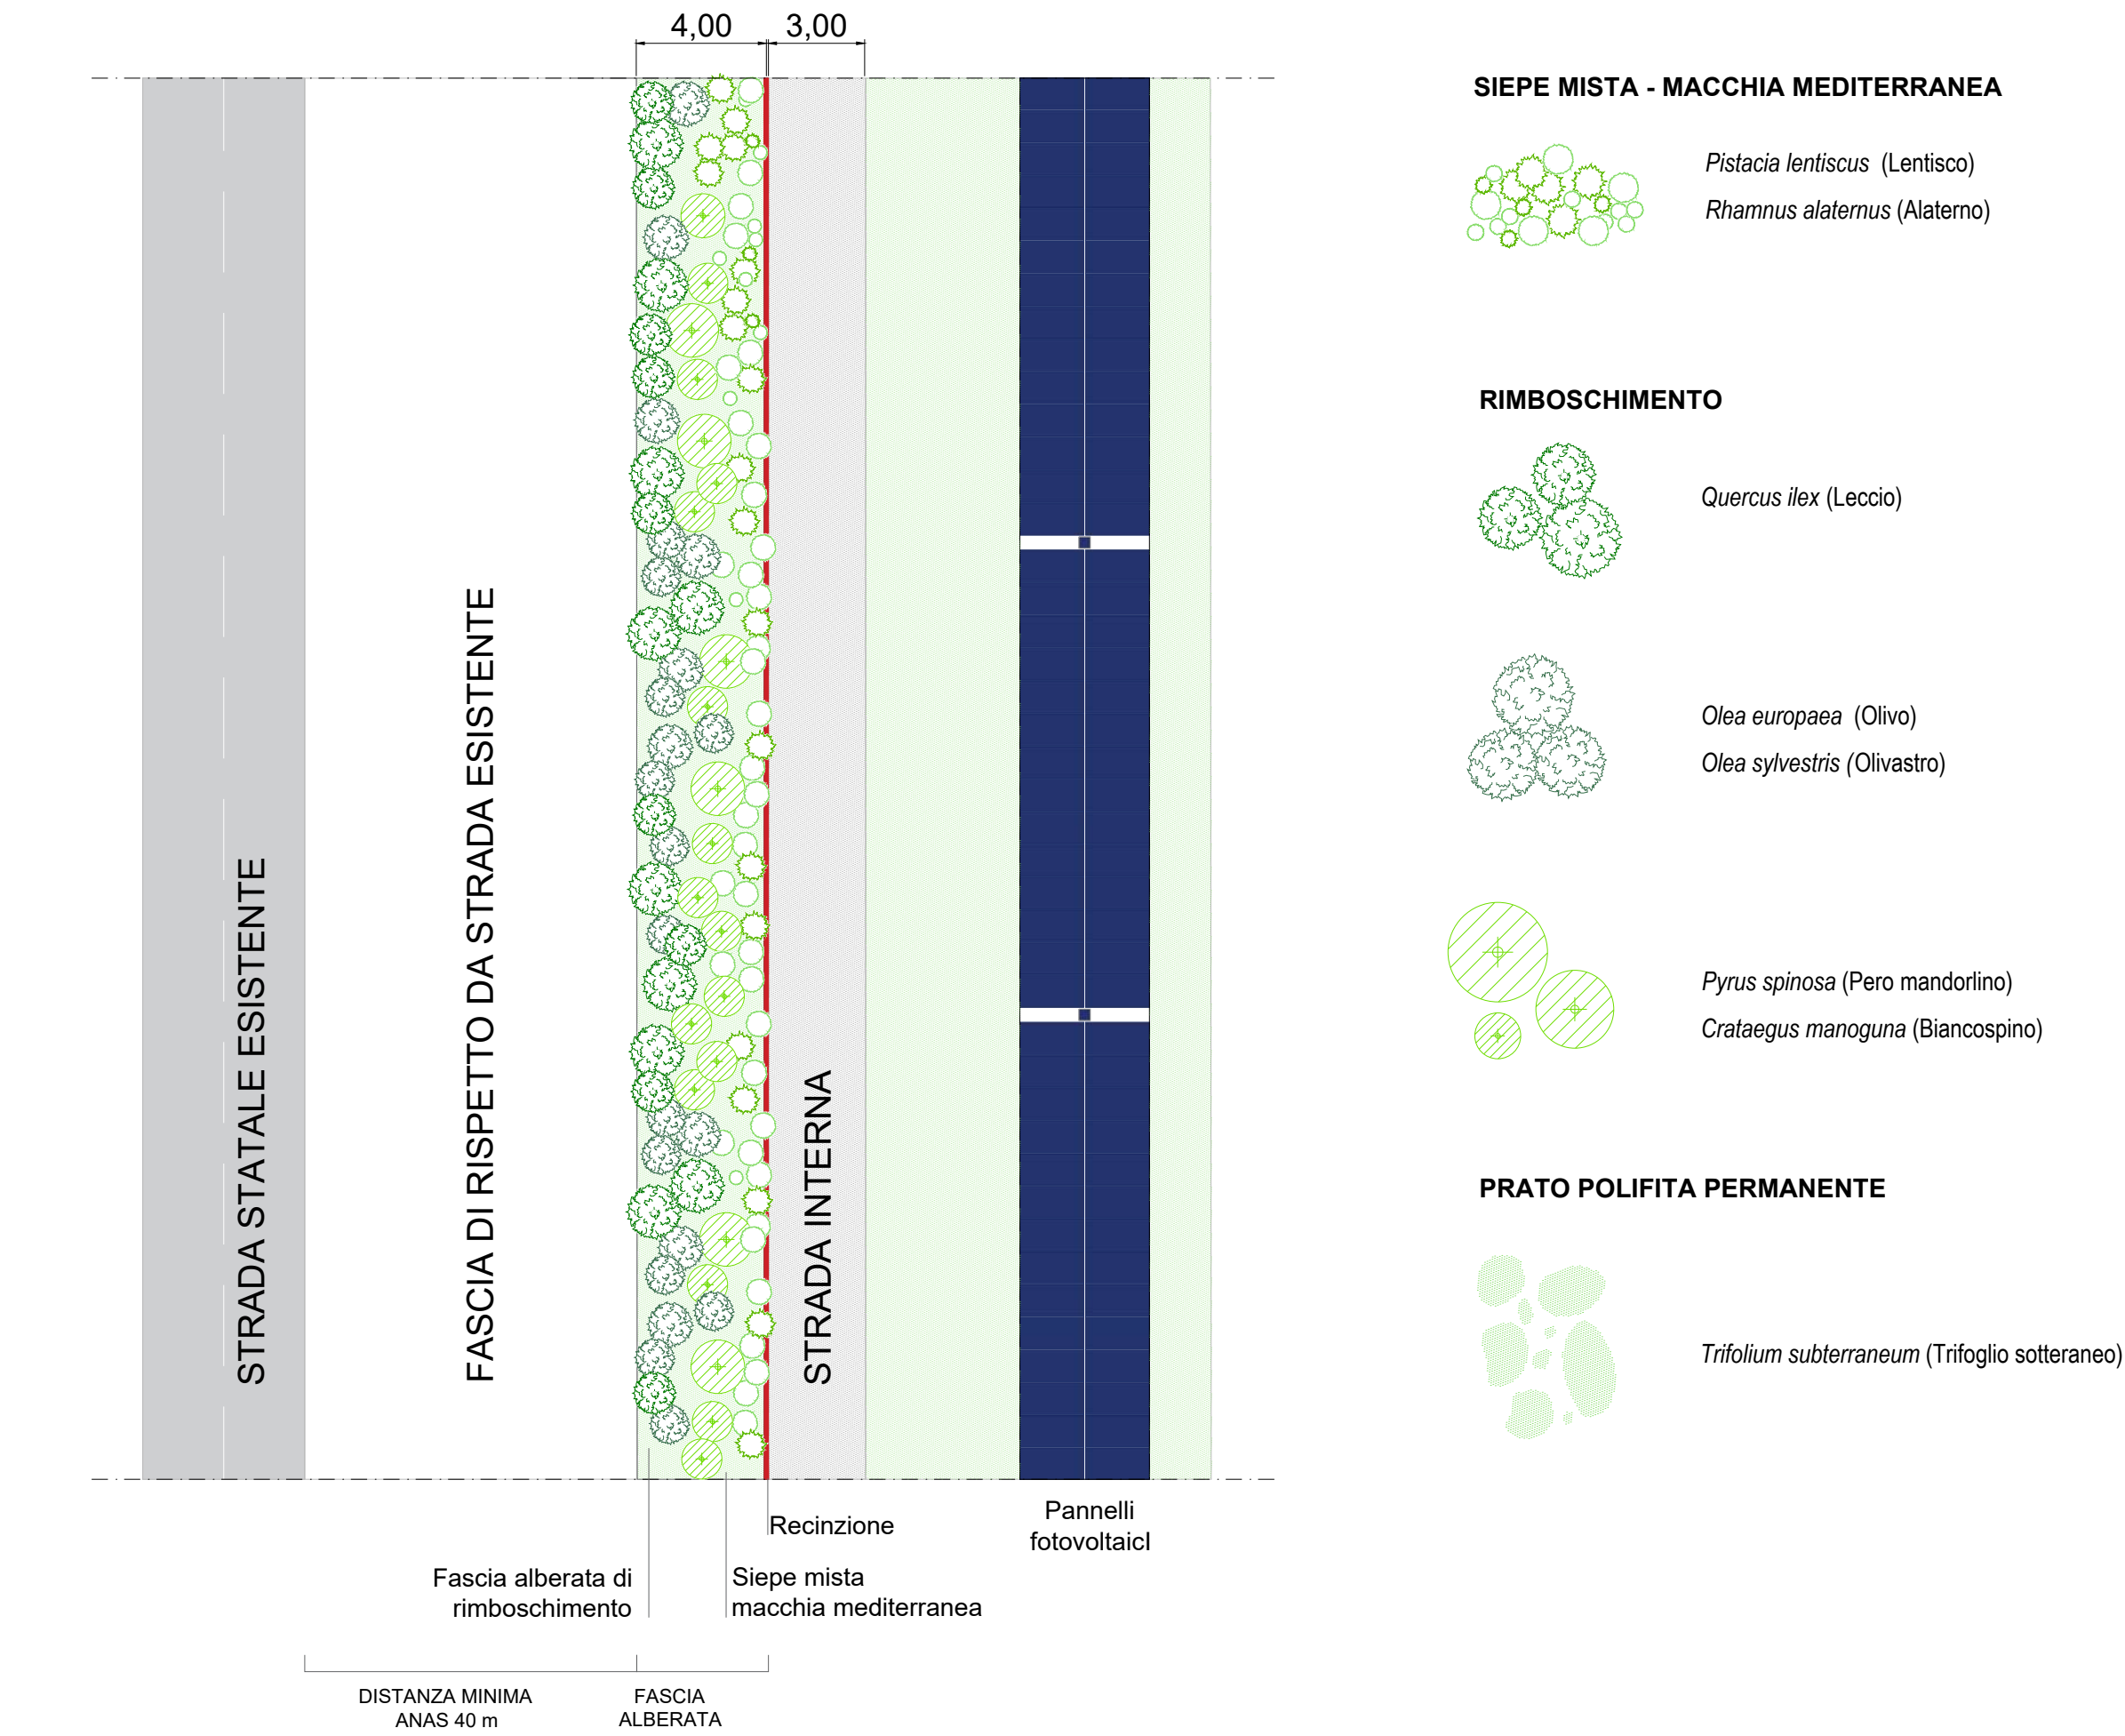 4,00
3,00
STRADA STATALE ESISTENTE
FASCIA DI RISPETTO DA STRADA ESISTENTE
STRADA INTERNA
Recinzione
Pannelli
fotovoltaicI
Fascia alberata di
rimboschimento
Siepe mista
macchia mediterranea
DISTANZA MINIMA
ANAS 40 m
FASCIA
ALBERATA
SIEPE MISTA - MACCHIA MEDITERRANEA
Pistacia lentiscus (Lentisco)
Rhamnus alaternus (Alaterno)
RIMBOSCHIMENTO
Quercus ilex (Leccio)
Olea europaea (Olivo)
Olea sylvestris (Olivastro)
Pyrus spinosa (Pero mandorlino)
Crataegus manoguna (Biancospino)
PRATO POLIFITA PERMANENTE
Trifolium subterraneum (Trifoglio sotteraneo)